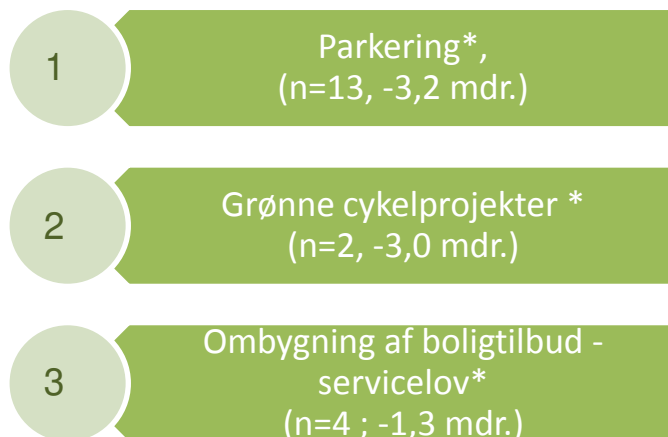 1
Parkering*,
(n=13, -3,2 mdr.)
2
Grønne cykelprojekter *
(n=2, -3,0 mdr.)
3
Ombygning af boligtilbud -
servicelov*
(n=4 ; -1,3 mdr.)